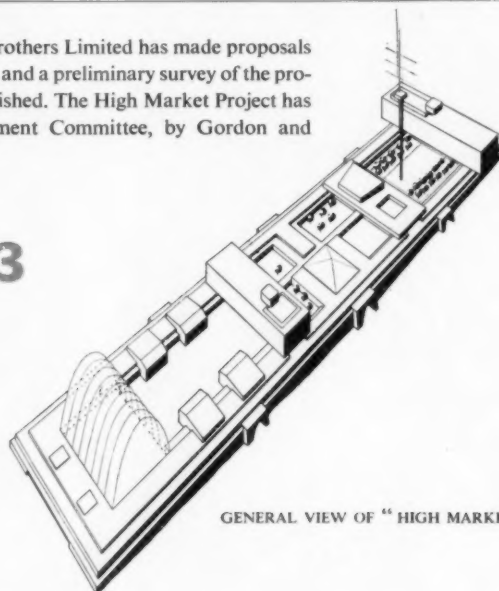 rothers Limited has made proposals
and a preliminary survey of the pro-
ished. The High Market Project has
ment Committee, by Gordon and
3
GENERAL VIEW OF “ HIGH MARKE